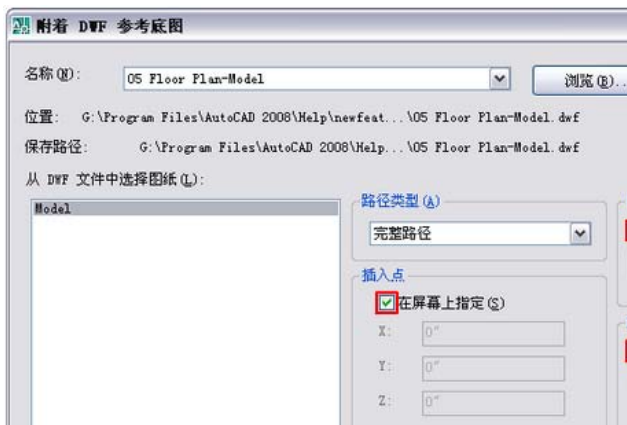 附着 DWF 参考底图
名称(N):
05 Floor Plan-Model
浏览(B)..
位置: G:\Program Files\AutoCAD 2008\Help\newfeat...\05 Floor Plan-Model.dwf
保存路径: G:\Program Files\AutoCAD 2008\Help...\05 Floor Plan-Model.dwf
从 DWF 文件中选择图纸(L):
Model
路径类型(A)
完整路径
插入点
在屏幕上指定(S)
X: 0"
Y: 0"
Z: 0"